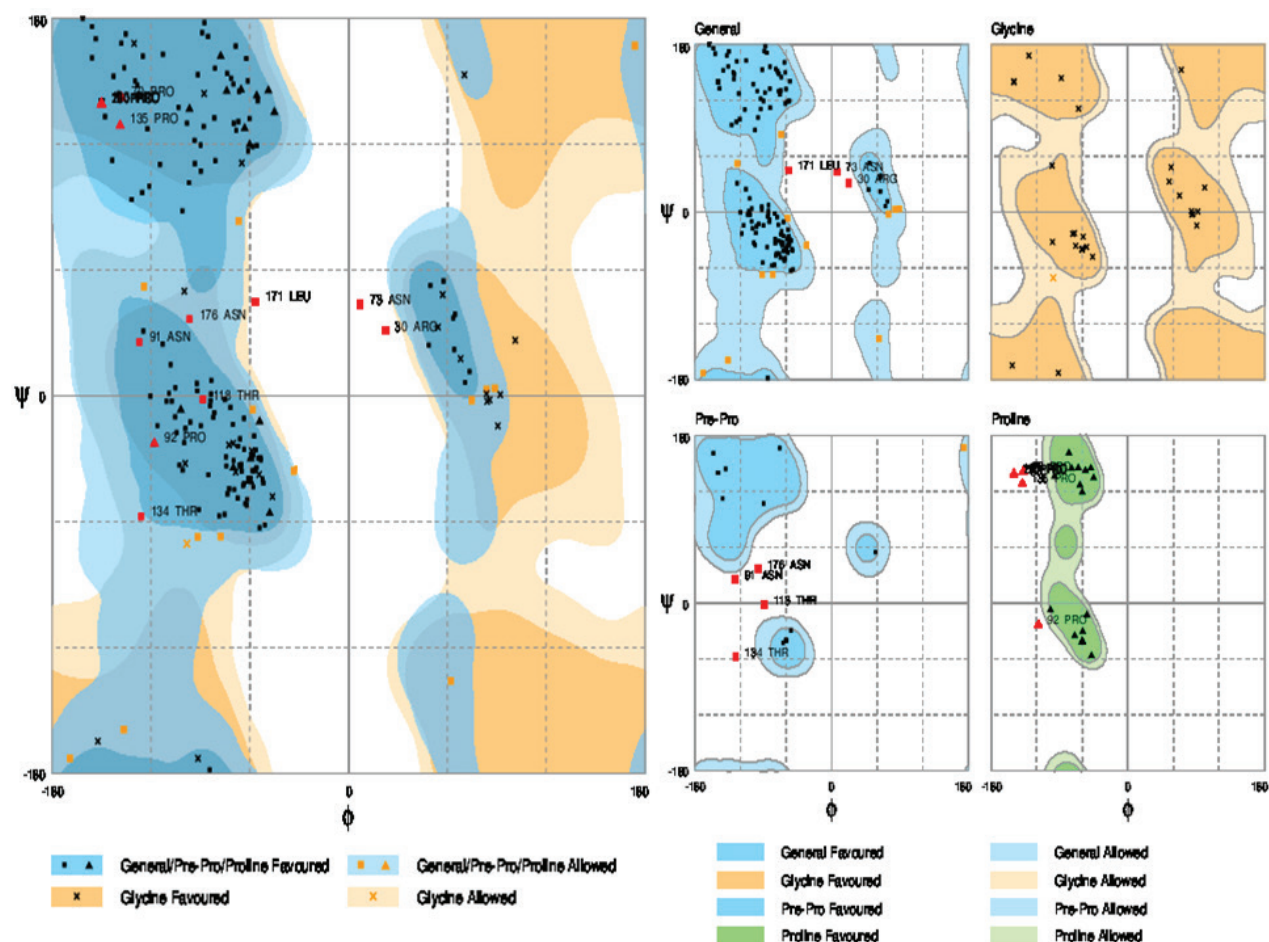 180
135 PRO
171 LEU
73 ASN
30 ARG
176 ASN
91 ASN
118 THR
92 PRO
134 THR
ψ
0
-180
-180
0
180
ϕ
General/Pre-Pro/Proline Favoured
General/Pre-Pro/Proline Allowed
Glycine Favoured
Glycine Allowed
General
180
171 LEU
73 ASN
30 ARG
ψ
0
-180
Glycine
Pre-Pro
180
176 ASN
91 ASN
118 THR
134 THR
ψ
0
-180
-180
0
180
ϕ
Proline
135 PRO
92 PRO
-180
0
180
ϕ
General Favoured
General Allowed
Glycine Favoured
Glycine Allowed
Pre-Pro Favoured
Pre-Pro Allowed
Proline Favoured
Proline Allowed